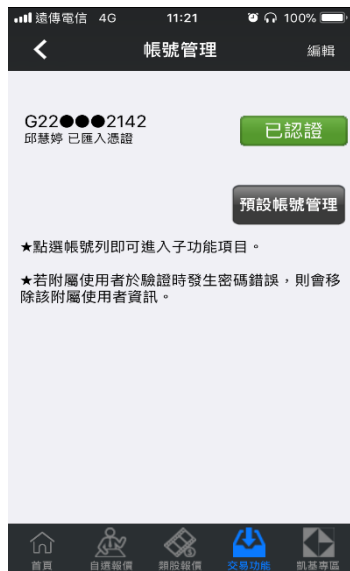 遠傳電信 4G 11:21 100%
帳號管理 編輯
G22●●●2142
邱慧婷 已匯入憑證
已認證
預設帳號管理
★點選帳號列即可進入子功能項目。
★若附屬使用者於驗證時發生密碼錯誤，則會移
除該附屬使用者資訊。
首頁 自選報價 類股報價 交易功能 凱基專區